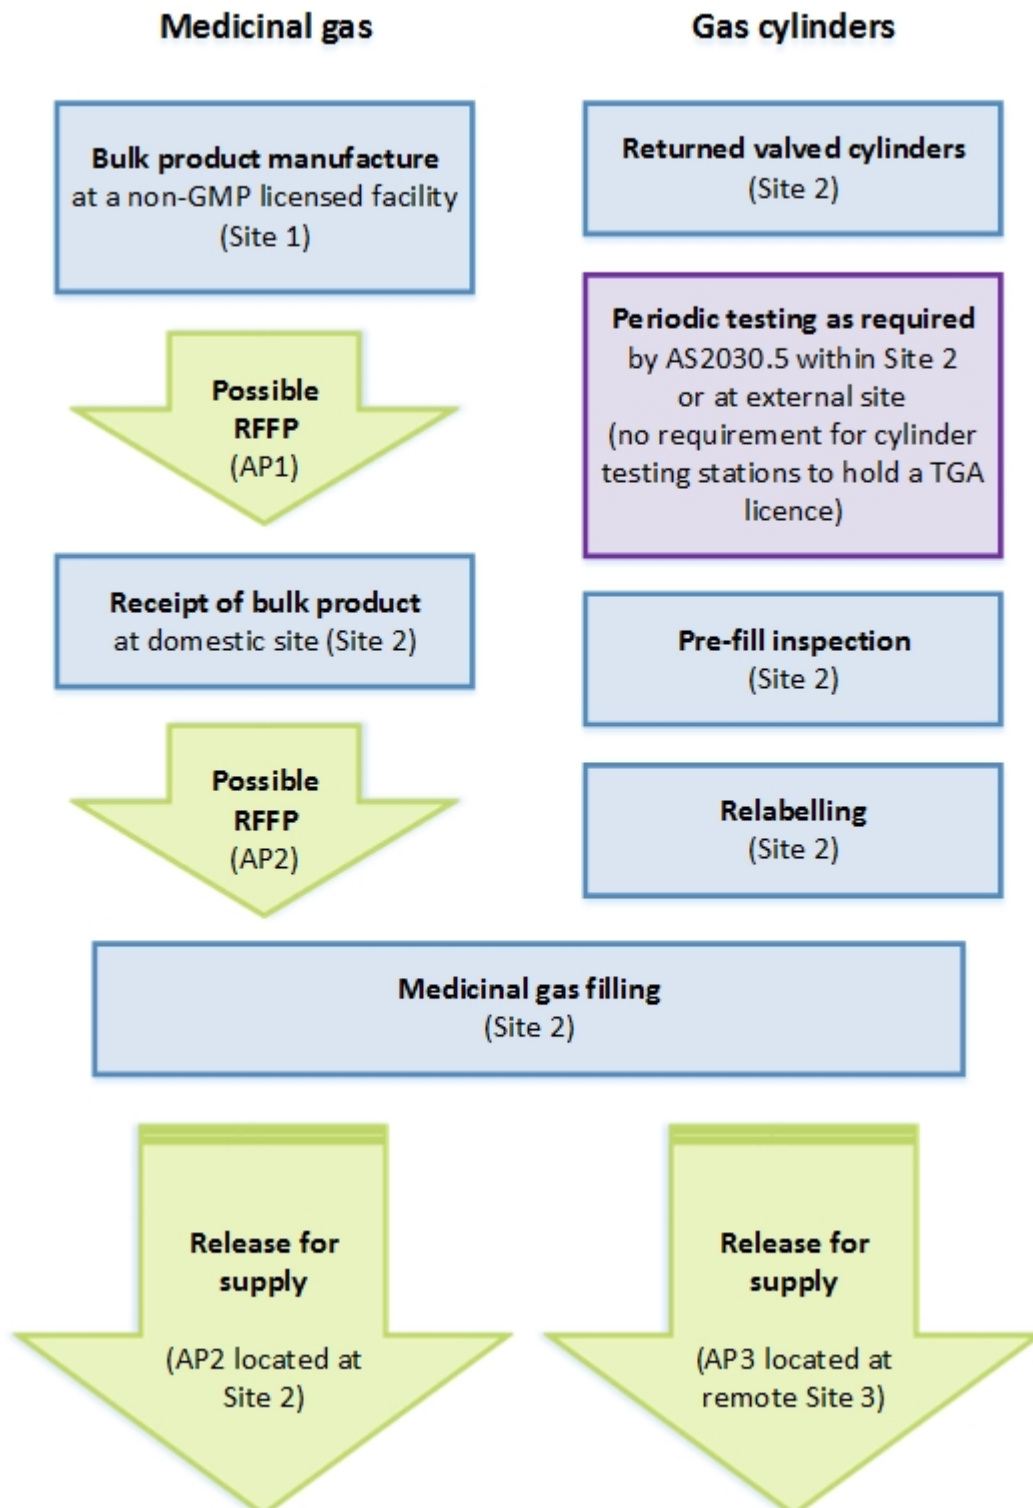 Medicinal gas
Gas cylinders
Bulk product manufacture
at a non-GMP licensed facility
(Site 1)
Possible
RFFP
(AP1)
Receipt of bulk product
at domestic site (Site 2)
Possible
RFFP
(AP2)
Returned valved cylinders
(Site 2)
Periodic testing as required
by AS2030.5 within Site 2
or at external site
(no requirement for cylinder
testing stations to hold a TGA
licence)
Pre-fill inspection
(Site 2)
Relabelling
(Site 2)
Medicinal gas filling
(Site 2)
Release for
supply
(AP2 located at
Site 2)
Release for
supply
(AP3 located at
remote Site 3)